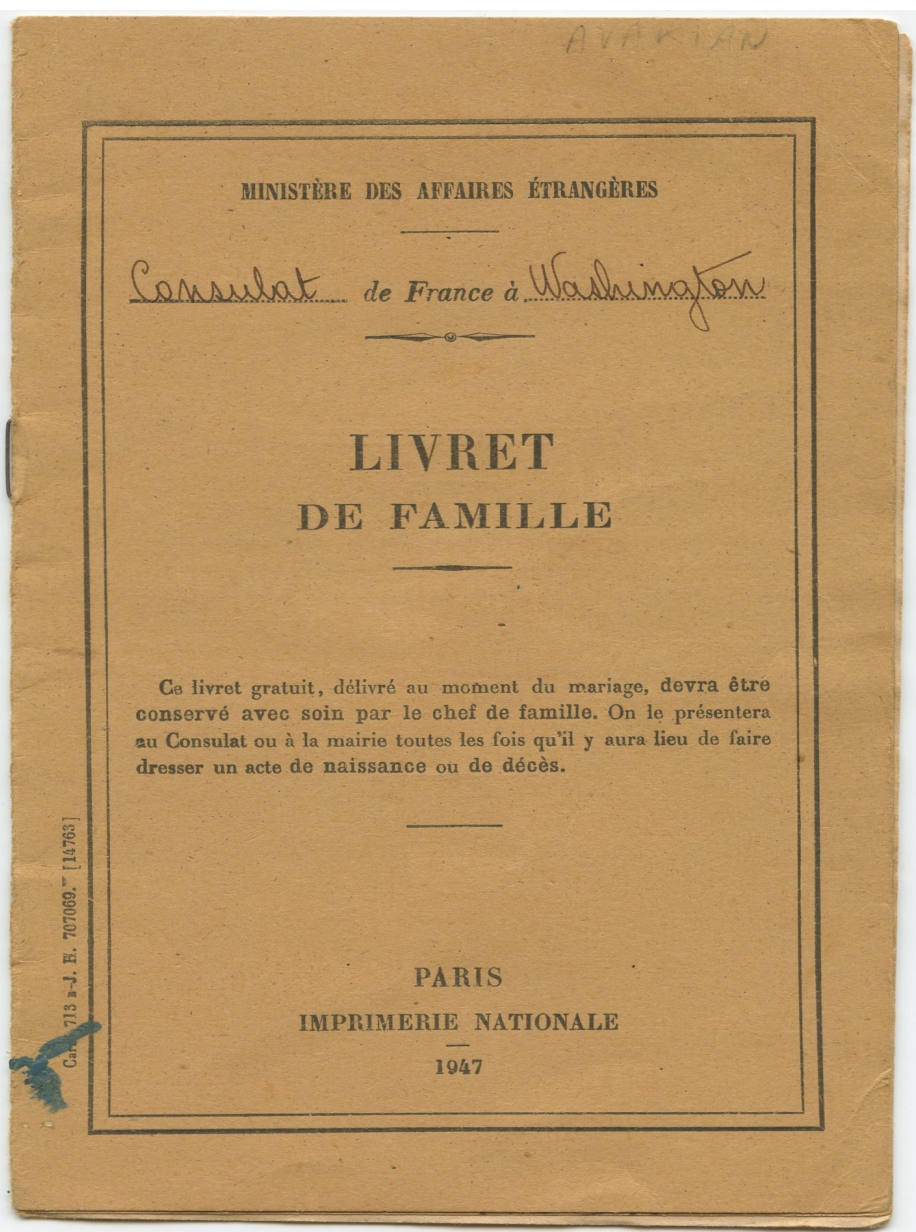 AVAKIAN
MINISTÈRE DES AFFAIRES ÉTRANGÈRES
Consulat de France à Washington
LIVRET
DE FAMILLE
Ce livret gratuit, délivré au moment du mariage, devra être
conservé avec soin par le chef de famille. On le présentera
au Consulat ou à la mairie toutes les fois qu'il y aura lieu de faire
dresser un acte de naissance ou de décès.
PARIS
IMPRIMERIE NATIONALE
1947
713 a-J. H. 707069. [14763]